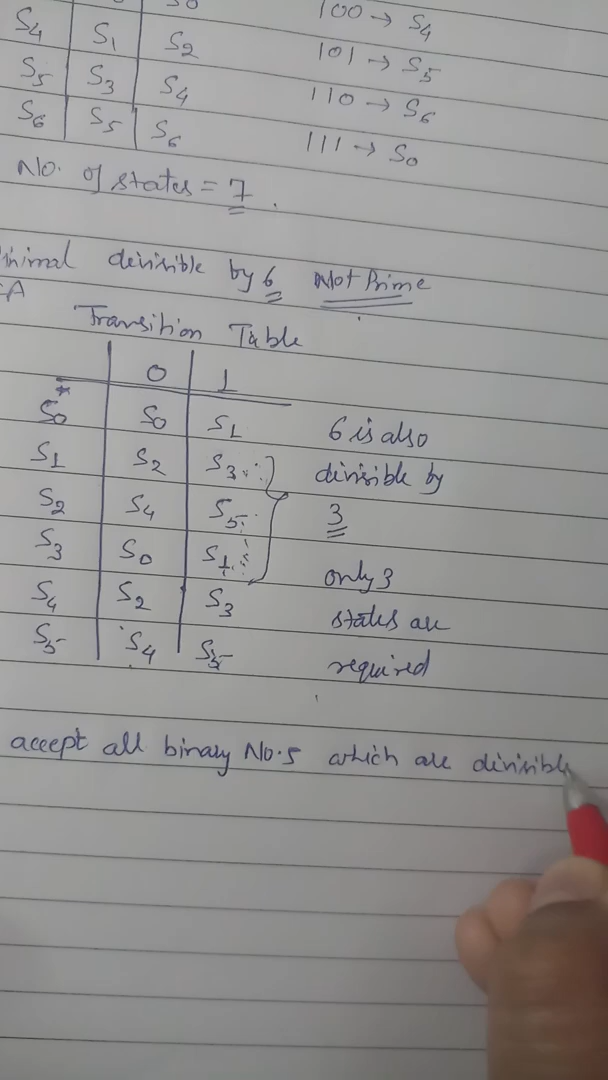 S4 S1 S2 100 → S4
S5 S3 S4 101 → S5
S6 S5 S6 110 → S6
111 → S0
No. of states = 7.
divisible by 6 Not Prime
Transition Table
0 1
S0* S0 S1 6 is also
S1 S2 S3 divisible by
S2 S4 S5 3
S3 S0 S1 only 3
S4 S2 S3 states are
S5 S4 S5 required
accept all binary No.s which are divisible